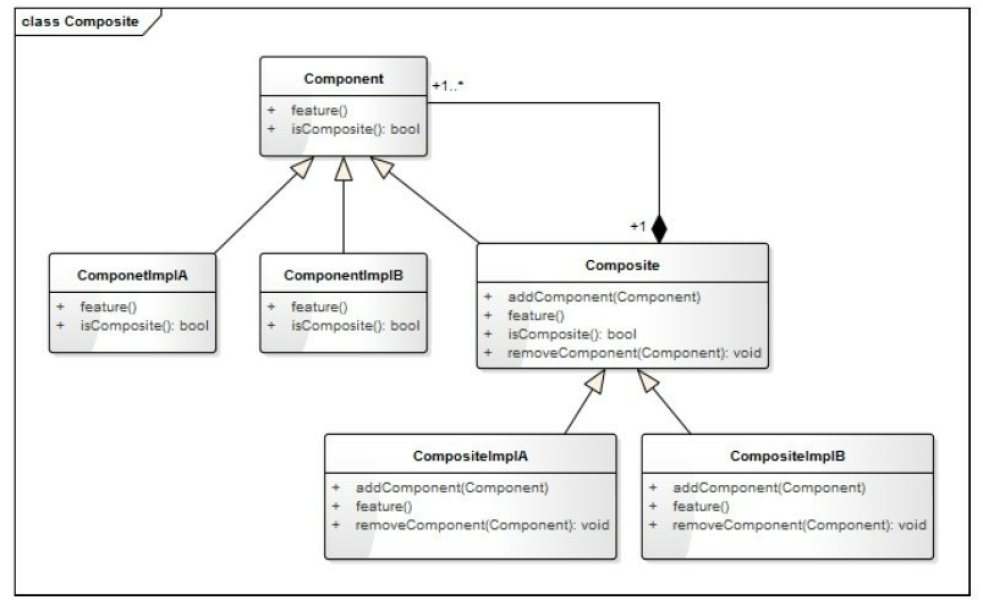 class Composite
Component
+1..*
+ feature()
+ isComposite(): bool
+1
ComponetImplA
+ feature()
+ isComposite(): bool
ComponentImplB
+ feature()
+ isComposite(): bool
Composite
+ addComponent(Component)
+ feature()
+ isComposite(): bool
+ removeComponent(Component): void
CompositeImplA
+ addComponent(Component)
+ feature()
+ removeComponent(Component): void
CompositeImplB
+ addComponent(Component)
+ feature()
+ removeComponent(Component): void